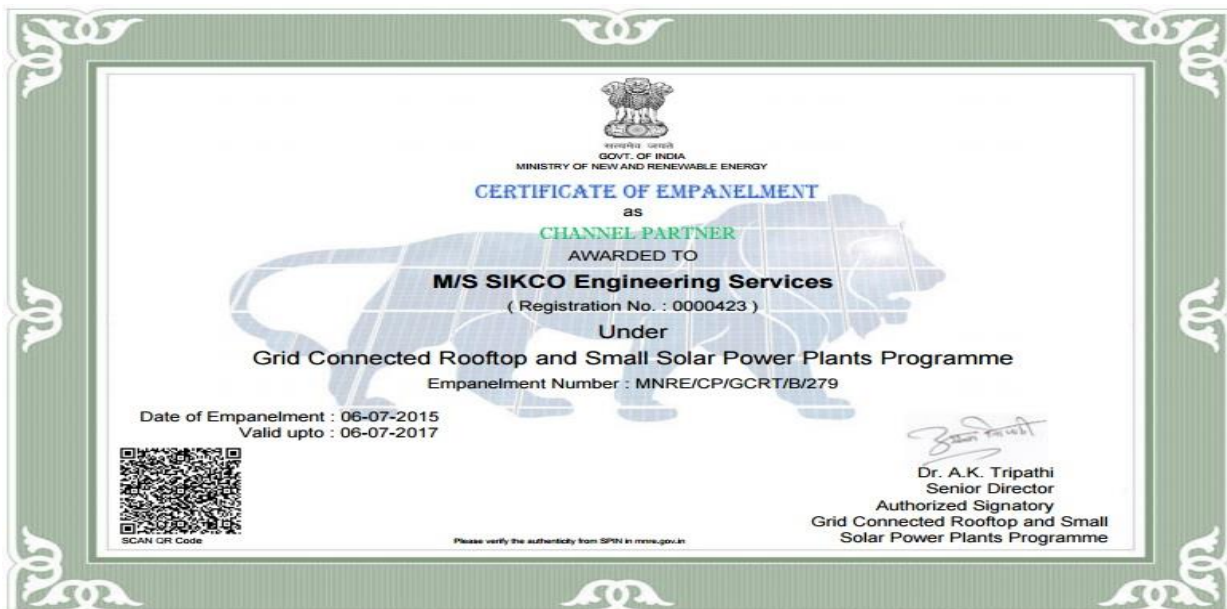 सत्यमेव जयते
GOVT. OF INDIA
MINISTRY OF NEW AND RENEWABLE ENERGY
CERTIFICATE OF EMPANELMENT
as
CHANNEL PARTNER
AWARDED TO
M/S SIKCO Engineering Services
( Registration No. : 0000423 )
Under
Grid Connected Rooftop and Small Solar Power Plants Programme
Empanelment Number : MNRE/CP/GCRT/B/279
Date of Empanelment : 06-07-2015
Valid upto : 06-07-2017
SCAN QR Code
Please verify the authenticity from SPIN in mnre.gov.in
Dr. A.K. Tripathi
Senior Director
Authorized Signatory
Grid Connected Rooftop and Small
Solar Power Plants Programme